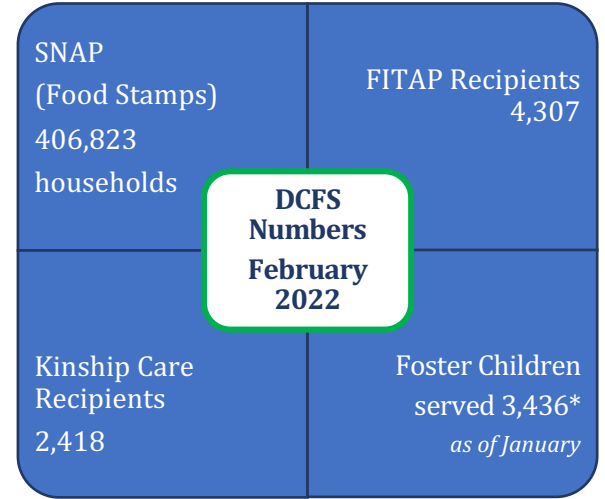 SNAP
(Food Stamps)
406,823
households
FITAP Recipients
4,307
DCFS
Numbers
February
2022
Kinship Care
Recipients
2,418
Foster Children
served 3,436*
as of January